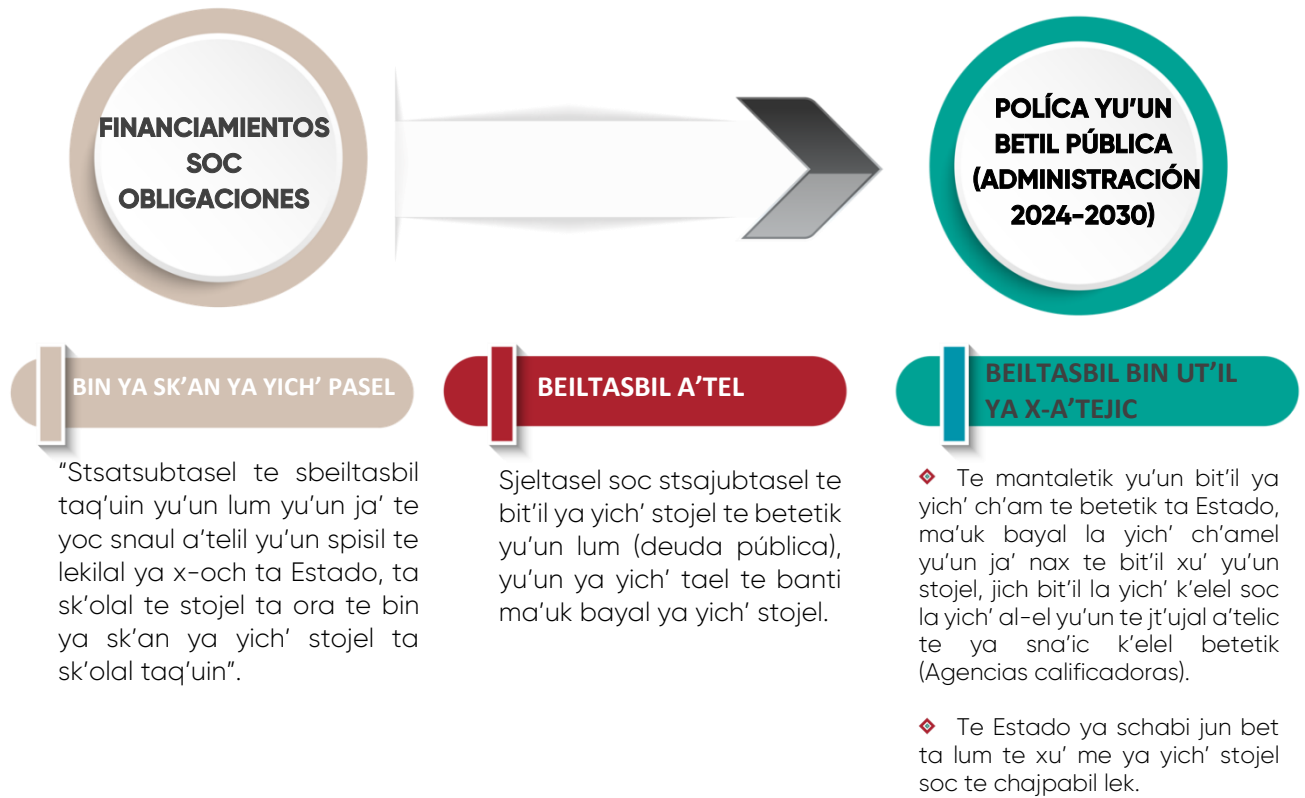 FINANCIAMIENTOS
SOC
OBLIGACIONES
POLÍCA YU’UN
BETIL PÚBLICA
(ADMINISTRACIÓN
2024-2030)
BIN YA SK’AN YA YICH’ PASEL
“Stsatsubtasel te sbeiltasbil
taq’uin yu’un lum yu’un ja’ te
yoc snaul a’telil yu’un spisil te
lekilal ya x-och ta Estado, ta
sk’olal te stojel ta ora te bin
ya sk’an ya yich’ stojel ta
sk’olal taq’uin”.
BEILTASBIL A’TEL
Sjeltasel soc stsajubtasel te
bit’il ya yich’ stojel te betetik
yu’un lum (deuda pública),
yu’un ya yich’ tael te banti
ma’uk bayal ya yich’ stojel.
BEILTASBIL BIN UT’IL
YA X-A’TEJIC
Te mantaletik yu’un bit’il ya
yich’ ch’am te betetik ta Estado,
ma’uk bayal la yich’ ch’amel
yu’un ja’ nax te bit’il xu’ yu’un
stojel, jich bit’il la yich’ k’elel soc
la yich’ al-el yu’un te jt’ujal a’telic
te ya sna’ic k’elel betetik
(Agencias calificadoras).
Te Estado ya schabi jun bet
ta lum te xu’ me ya yich’ stojel
soc te chajpabil lek.